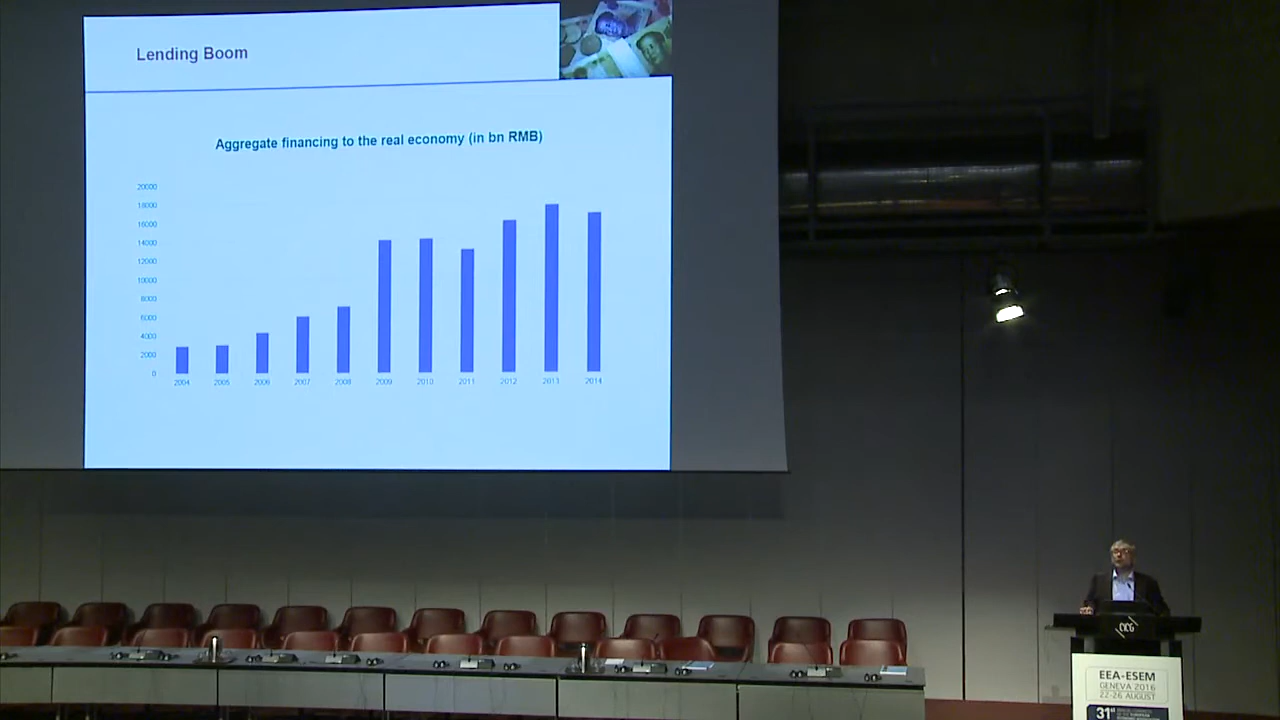 Lending Boom
Aggregate financing to the real economy (in bn RMB)
20000
18000
16000
14000
12000
10000
8000
6000
4000
2000
0
2004 2005 2006 2007 2008 2009 2010 2011 2012 2013 2014
CICG
EEA-ESEM
GENEVA 2016
22-26 AUGUST
31st